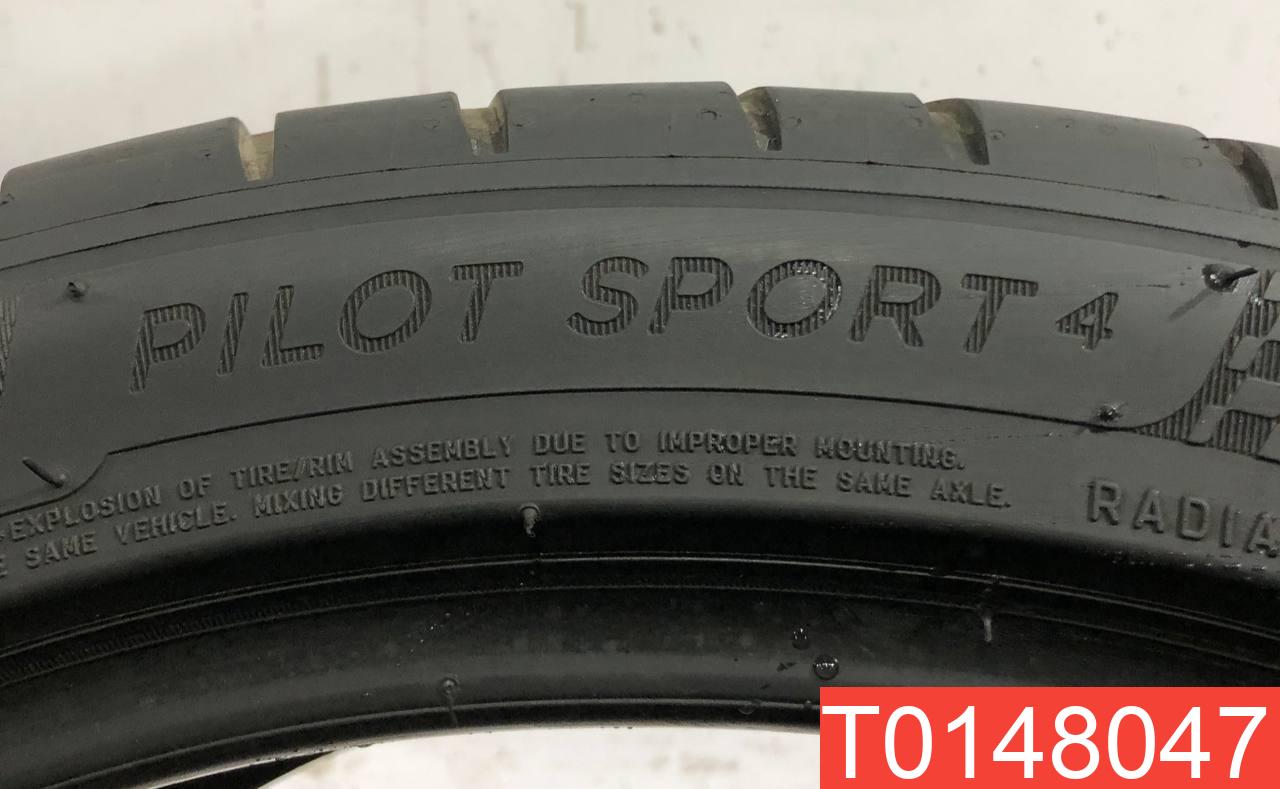 PILOT SPORT 4
EXPLOSION OF TIRE/RIM ASSEMBLY DUE TO IMPROPER MOUNTING.
SAME VEHICLE. MIXING DIFFERENT TIRE SIZES ON THE SAME AXLE.
RADIA
T0148047